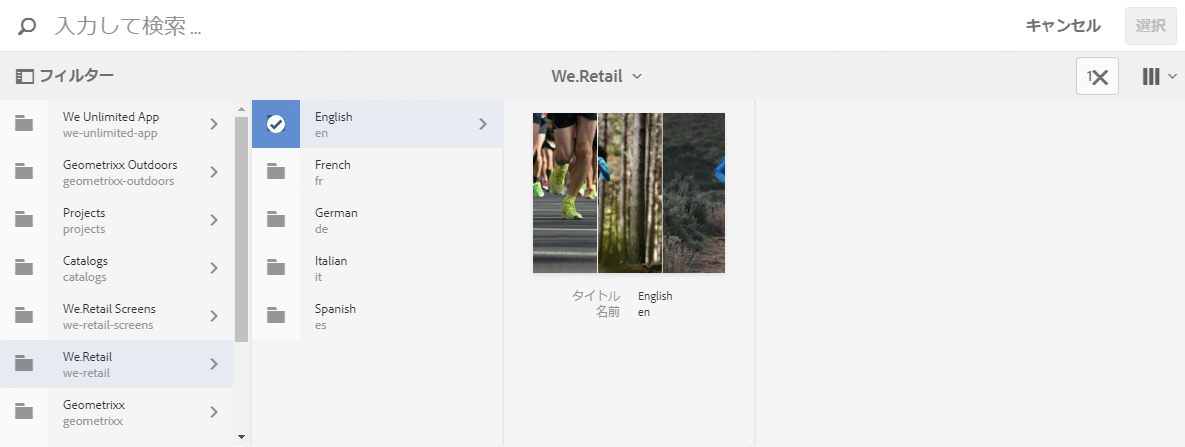 入力して検索...
キャンセル
選択
フィルター
We.Retail
1
We Unlimited App
we-unlimited-app
Geometrixx Outdoors
geometrixx-outdoors
Projects
projects
Catalogs
catalogs
We.Retail Screens
we-retail-screens
We.Retail
we-retail
Geometrixx
geometrixx
English
en
French
fr
German
de
Italian
it
Spanish
es
タイトル English
名前 en